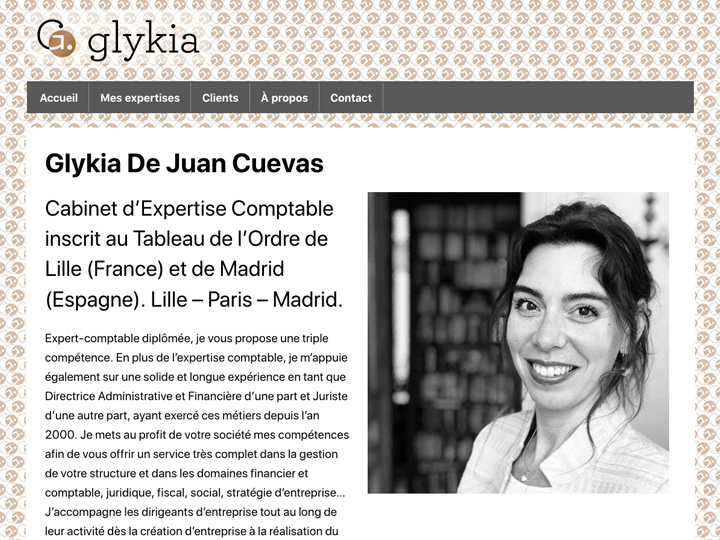 G. glykia
Accueil
Mes expertises
Clients
À propos
Contact
Glykia De Juan Cuevas
Cabinet d’Expertise Comptable
inscrit au Tableau de l’Ordre de
Lille (France) et de Madrid
(Espagne). Lille – Paris – Madrid.
Expert-comptable diplômée, je vous propose une triple
compétence. En plus de l’expertise comptable, je m’appuie
également sur une solide et longue expérience en tant que
Directrice Administrative et Financière d’une part et Juriste
d’une autre part, ayant exercé ces métiers depuis l’an
2000. Je mets au profit de votre société mes compétences
afin de vous offrir un service très complet dans la gestion
de votre structure et dans les domaines financier et
comptable, juridique, fiscal, social, stratégie d’entreprise…
J’accompagne les dirigeants d’entreprise tout au long de
leur activité dès la création d’entreprise à la réalisation du